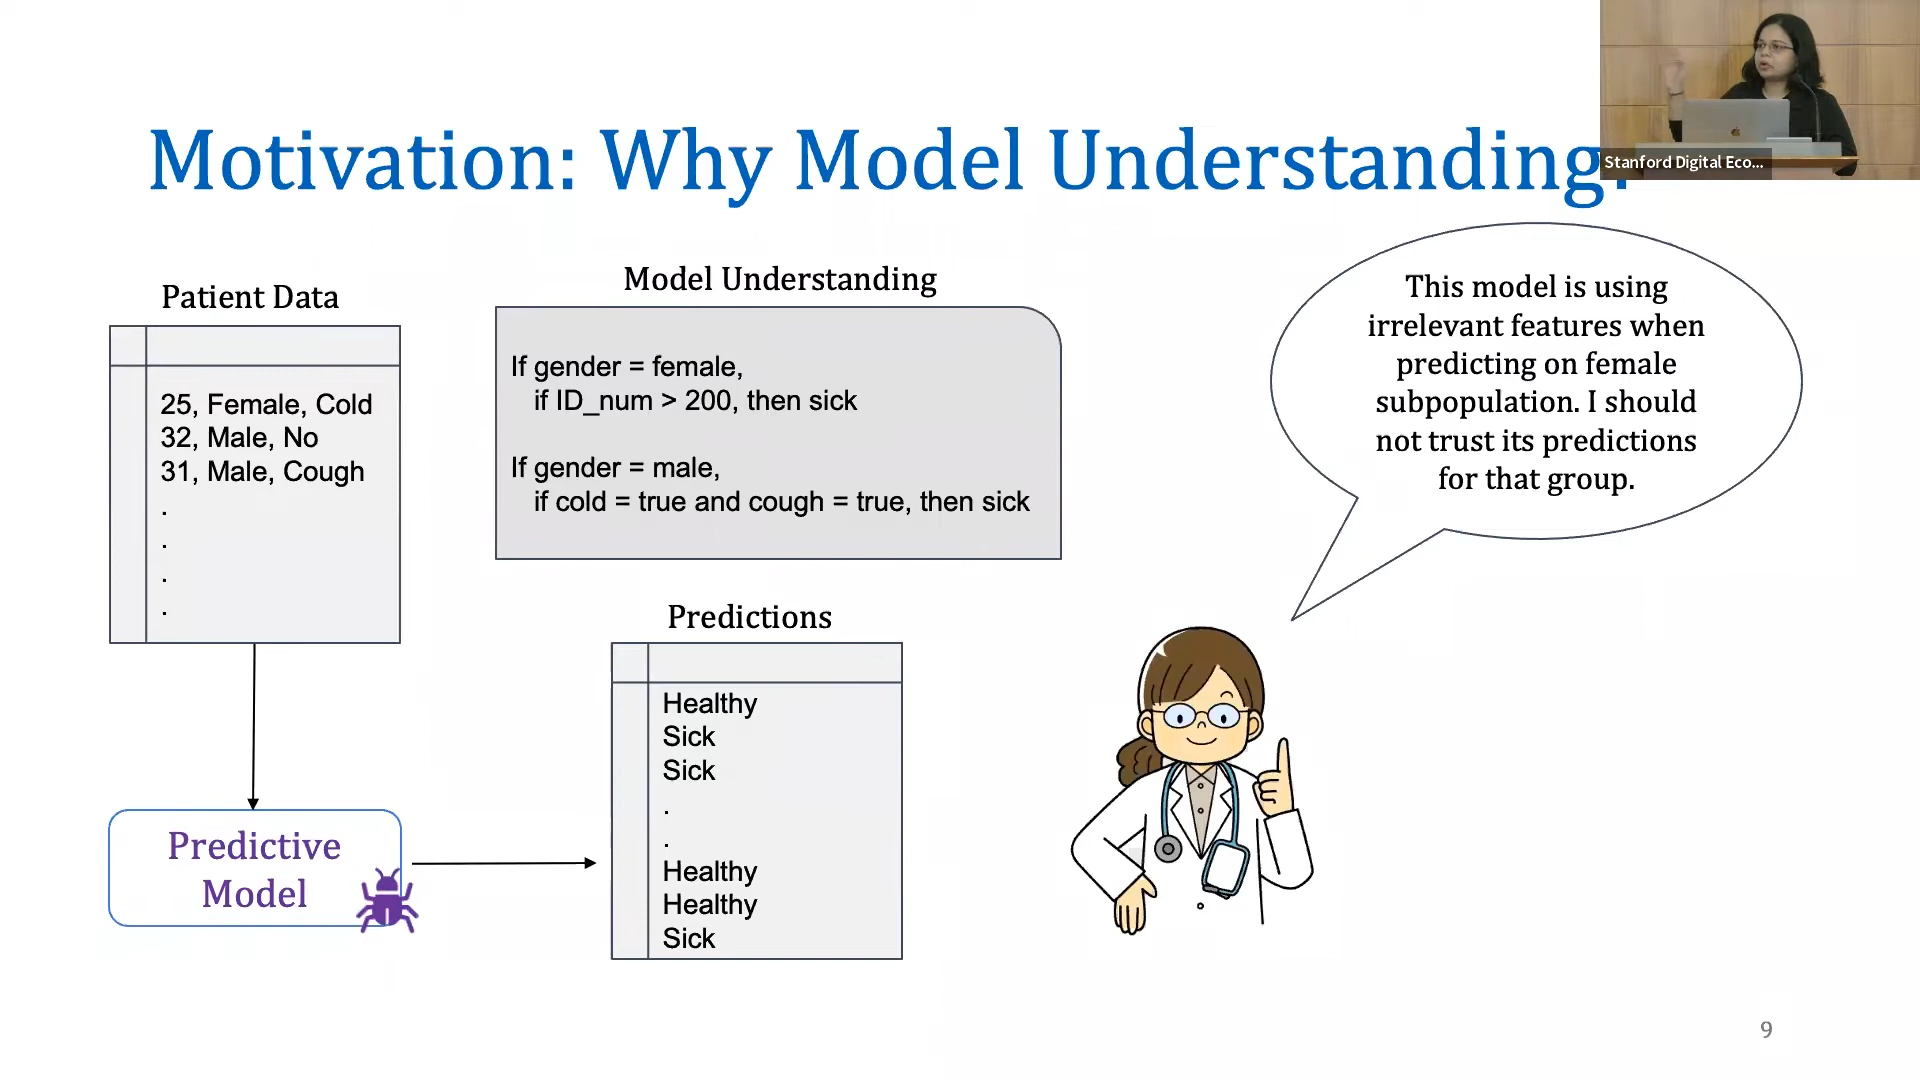 Motivation: Why Model Understanding
Stanford Digital Eco...
Patient Data
25, Female, Cold
32, Male, No
31, Male, Cough
.
.
.
.
Model Understanding
If gender = female,
if ID_num > 200, then sick
If gender = male,
if cold = true and cough = true, then sick
This model is using
irrelevant features when
predicting on female
subpopulation. I should
not trust its predictions
for that group.
Predictive
Model
Predictions
Healthy
Sick
Sick
.
.
Healthy
Healthy
Sick
9